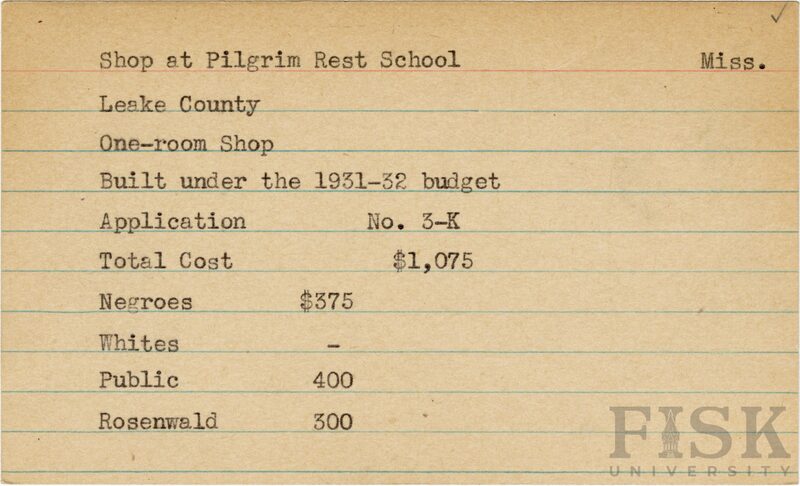 Shop at Pilgrim Rest School Miss.
Leake County
One-room Shop
Built under the 1931-32 budget
Application No. 3-K
Total Cost $1,075
Negroes $375
Whites -
Public 400
Rosenwald 300
FISK
UNIVERSITY